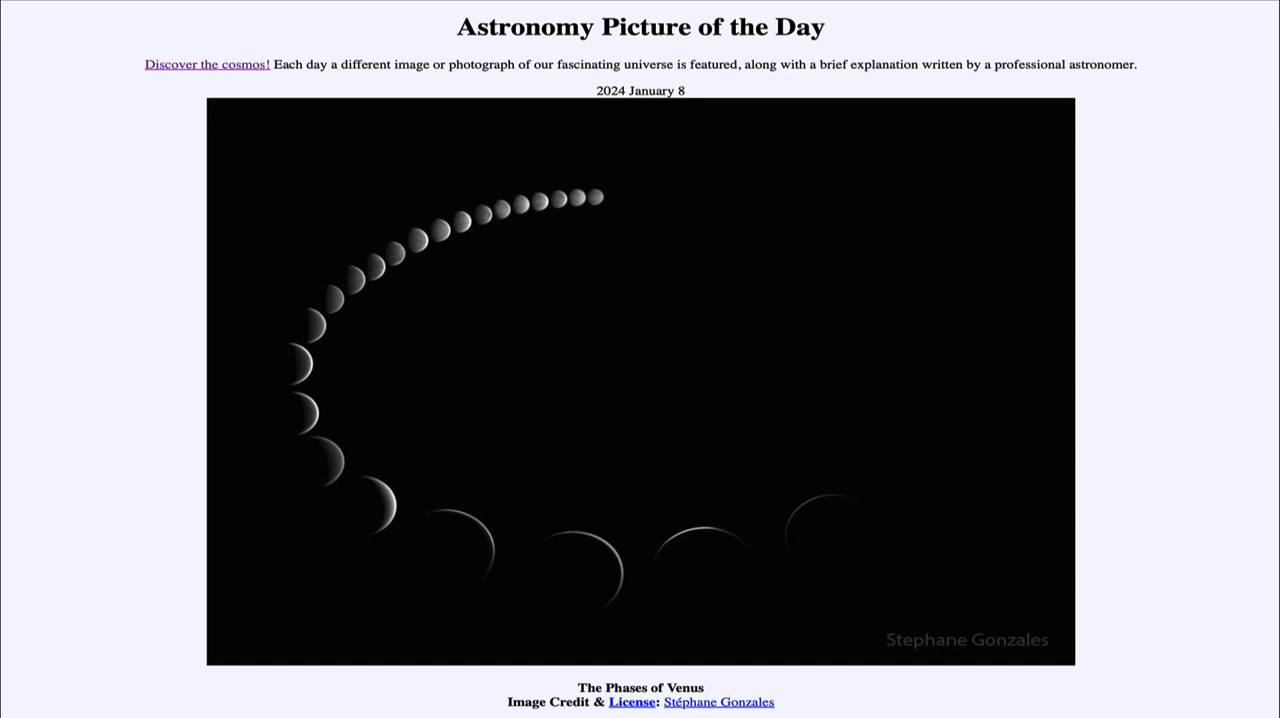 Astronomy Picture of the Day
Discover the cosmos! Each day a different image or photograph of our fascinating universe is featured, along with a brief explanation written by a professional astronomer.
2024 January 8
Stephane Gonzales
The Phases of Venus
Image Credit & License: Stéphane Gonzales